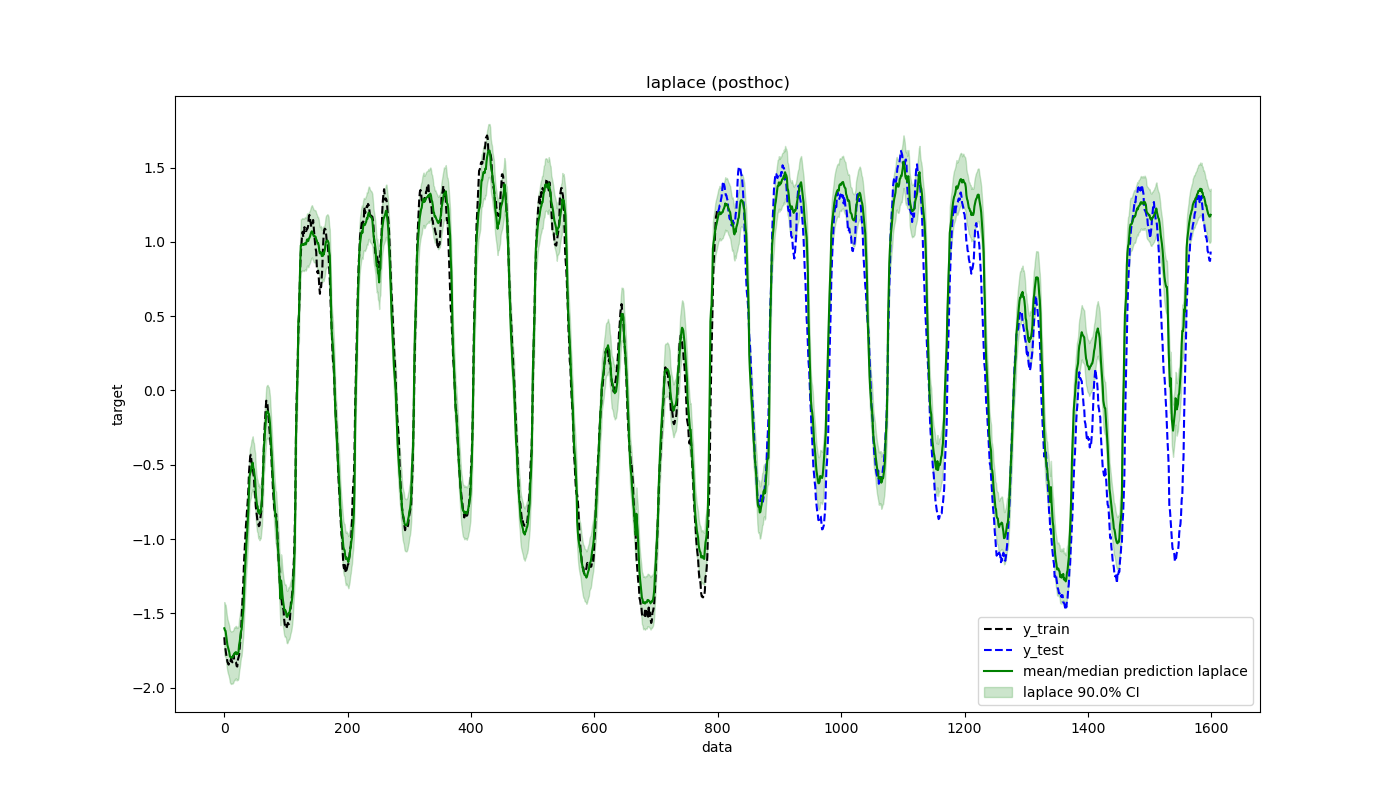 laplace (posthoc)
target
1.5
1.0
0.5
0.0
−0.5
−1.0
−1.5
−2.0
0 200 400 600 800 1000 1200 1400 1600
data
y_train
y_test
mean/median prediction laplace
laplace 90.0% CI